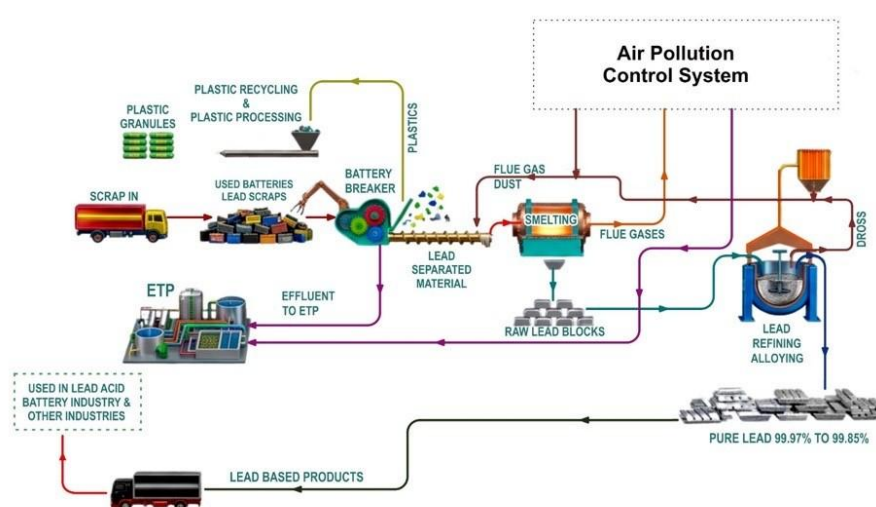 Air Pollution
Control System
PLASTIC RECYCLING
&
PLASTIC PROCESSING
PLASTIC
GRANULES
PLASTICS
SCRAP IN
USED BATTERIES
LEAD SCRAPS
BATTERY
BREAKER
FLUE GAS
DUST
SMELTING
FLUE GASES
DROSS
LEAD
SEPARATED
MATERIAL
ETP
EFFLUENT
TO ETP
RAW LEAD BLOCKS
LEAD
REFINING
ALLOYING
USED IN LEAD ACID
BATTERY INDUSTRY &
OTHER INDUSTRIES
PURE LEAD 99.97% TO 99.85%
LEAD BASED PRODUCTS